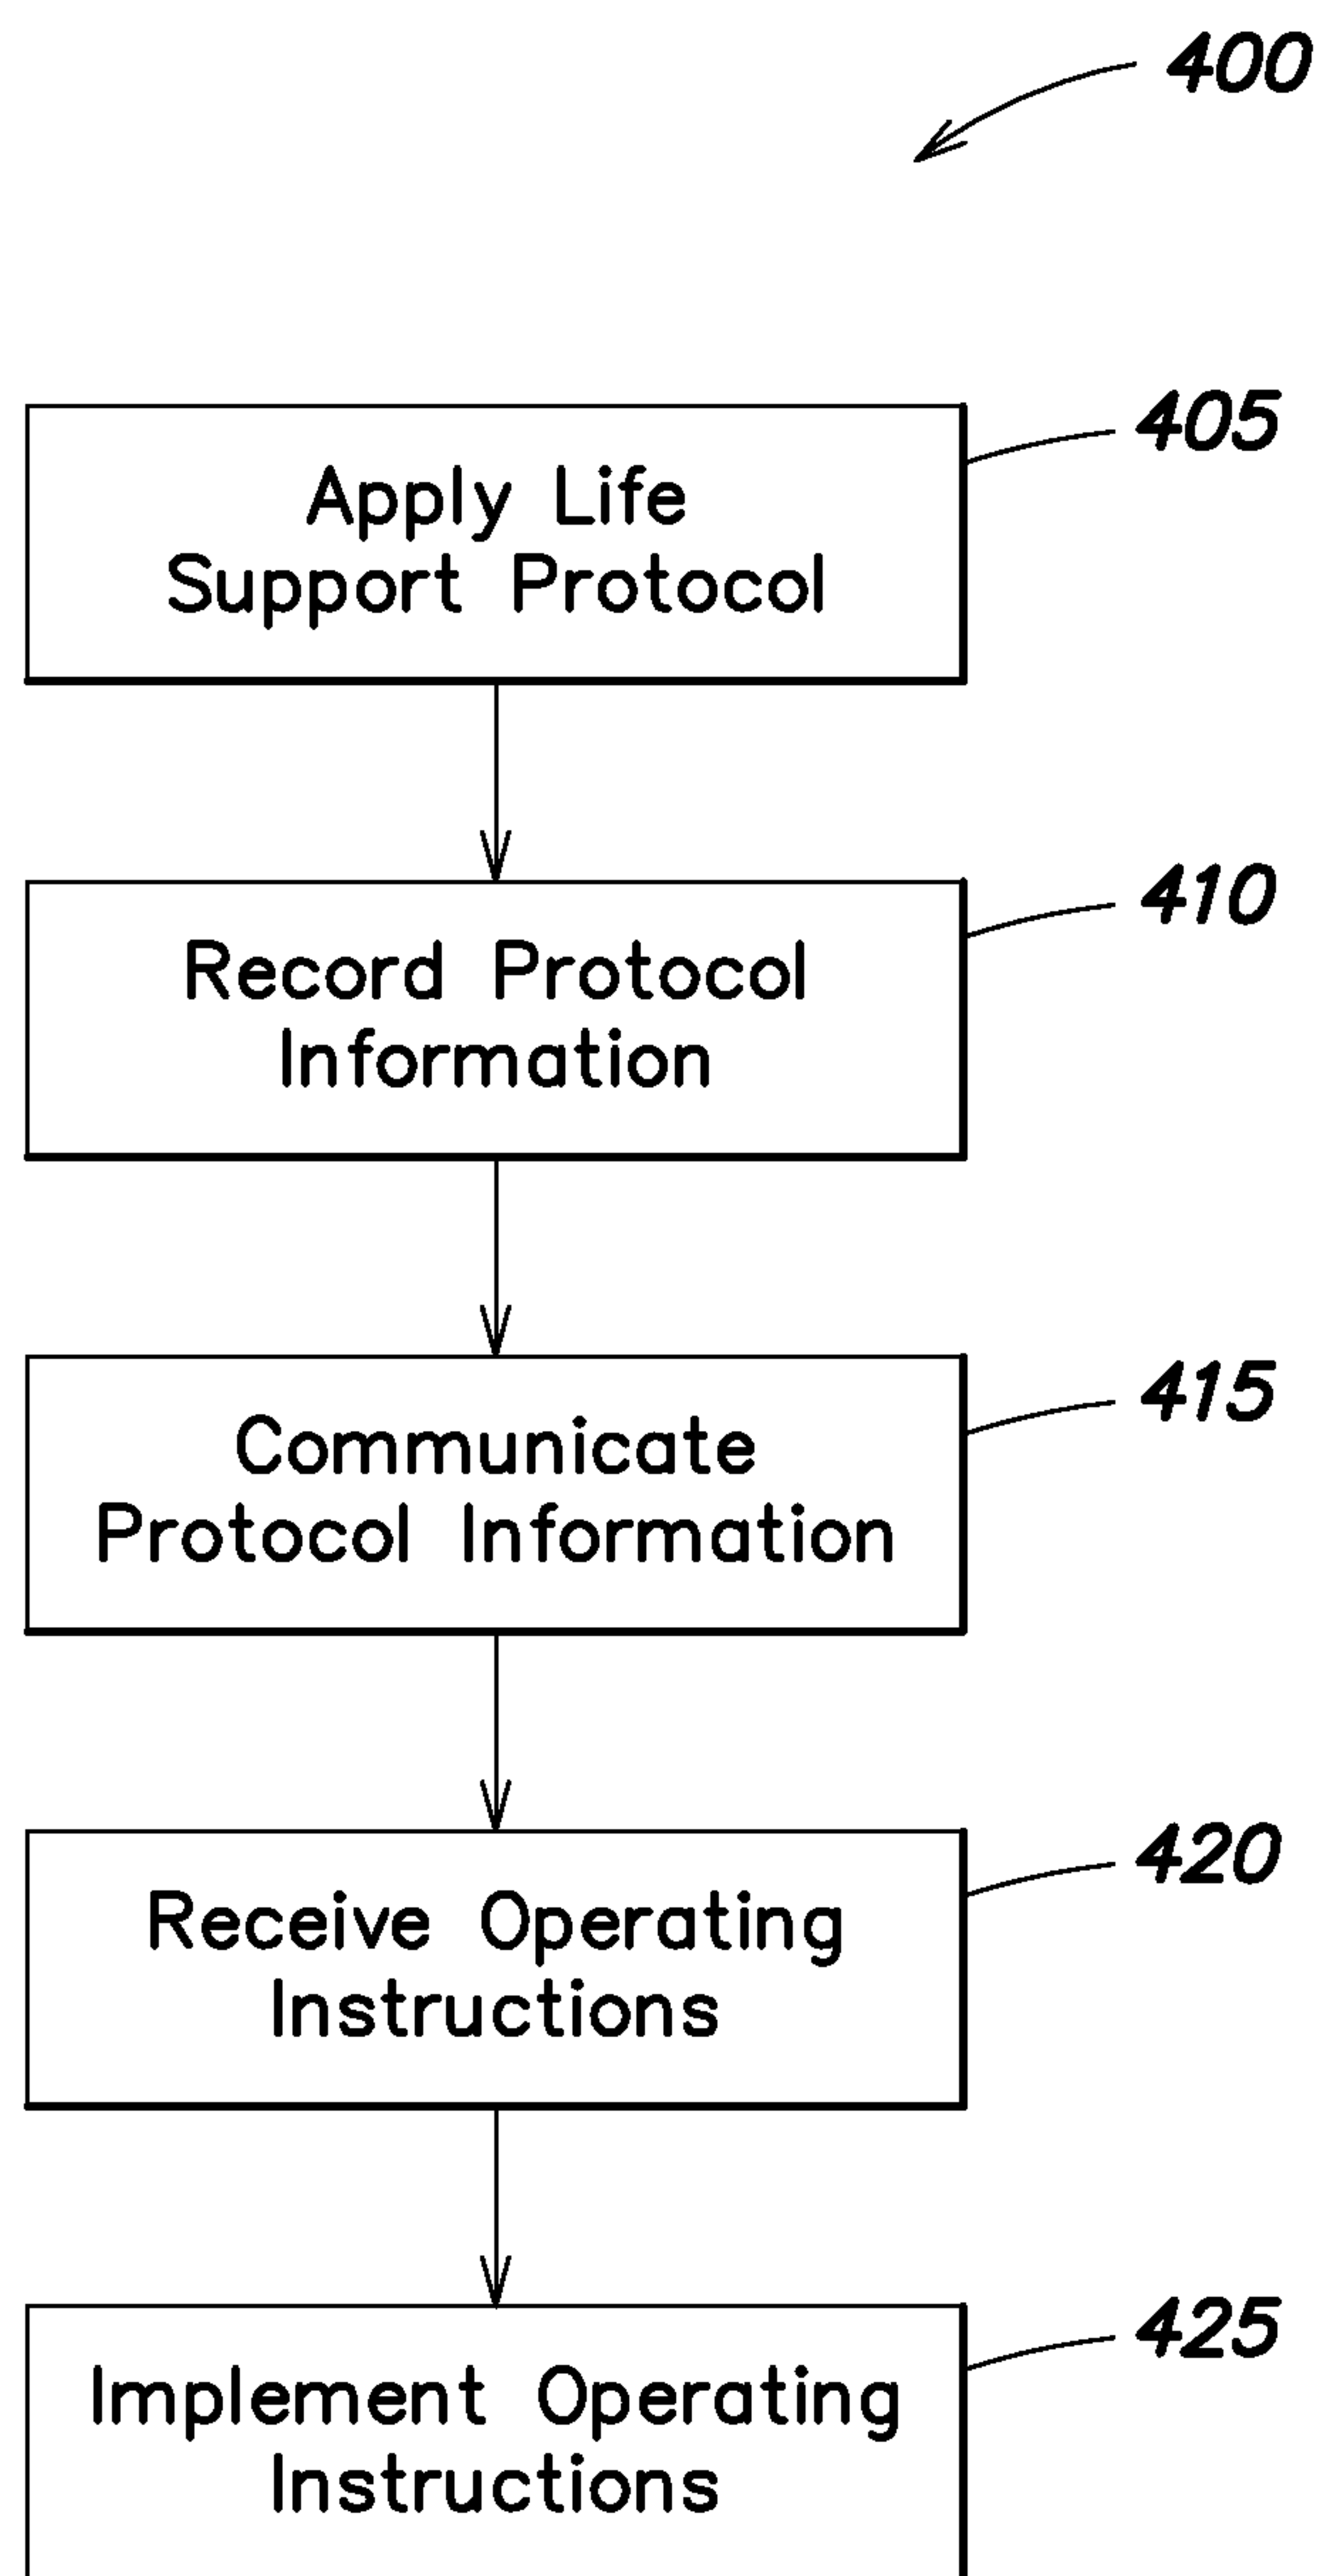 400
405
Apply Life
Support Protocol
410
Record Protocol
Information
415
Communicate
Protocol Information
420
Receive Operating
Instructions
425
Implement Operating
Instructions